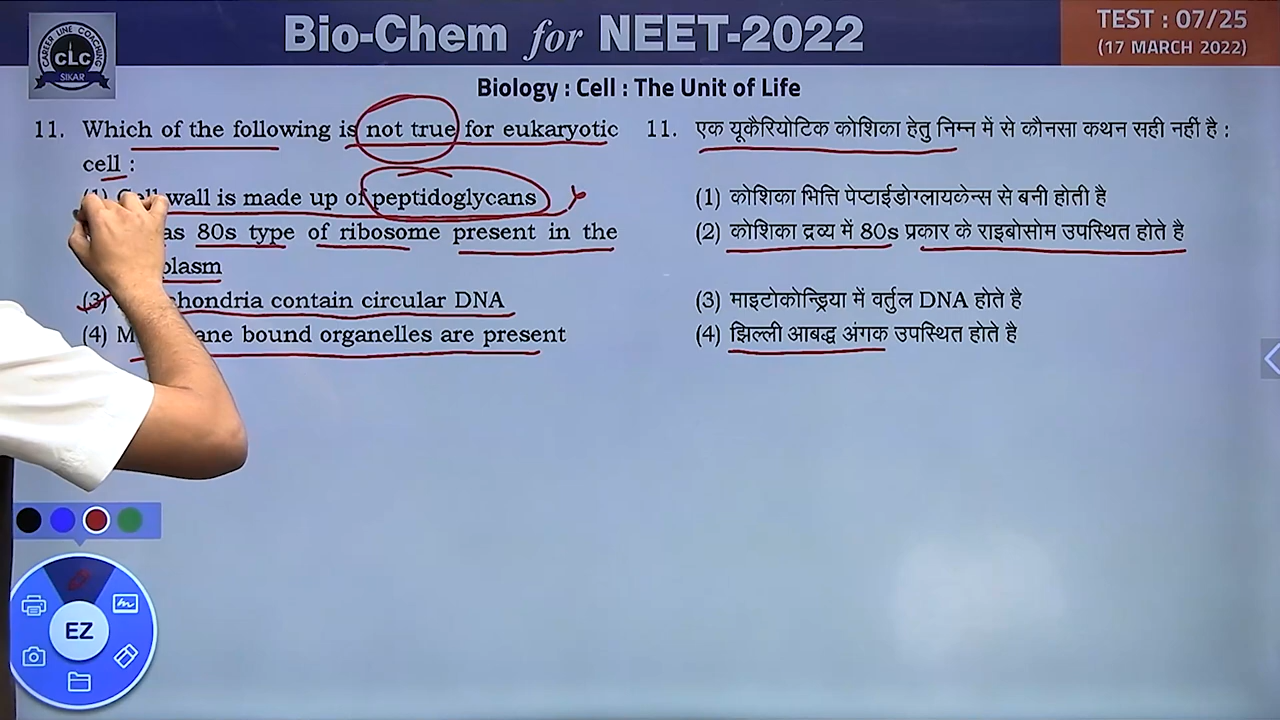 CAREER LINE COACHING
CLC
SIKAR
Bio-Chem for NEET-2022
TEST : 07/25
(17 MARCH 2022)
Biology : Cell : The Unit of Life
11. Which of the following is not true for eukaryotic
cell :
(1) Cell wall is made up of peptidoglycans
80s type of ribosome present in the
(3) contain circular DNA
(4) bound organelles are present
11. एक यूकैरियोटिक कोशिका हेतु निम्न में से कौनसा कथन सही नहीं है :
(1) कोशिका भित्ति पेप्टाईडोग्लायकेन्स से बनी होती है
(2) कोशिका द्रव्य में 80s प्रकार के राइबोसोम उपस्थित होते है
(3) माइटोकोन्ड्रिया में वर्तुल DNA होते है
(4) झिल्ली आबद्ध अंगक उपस्थित होते है
EZ